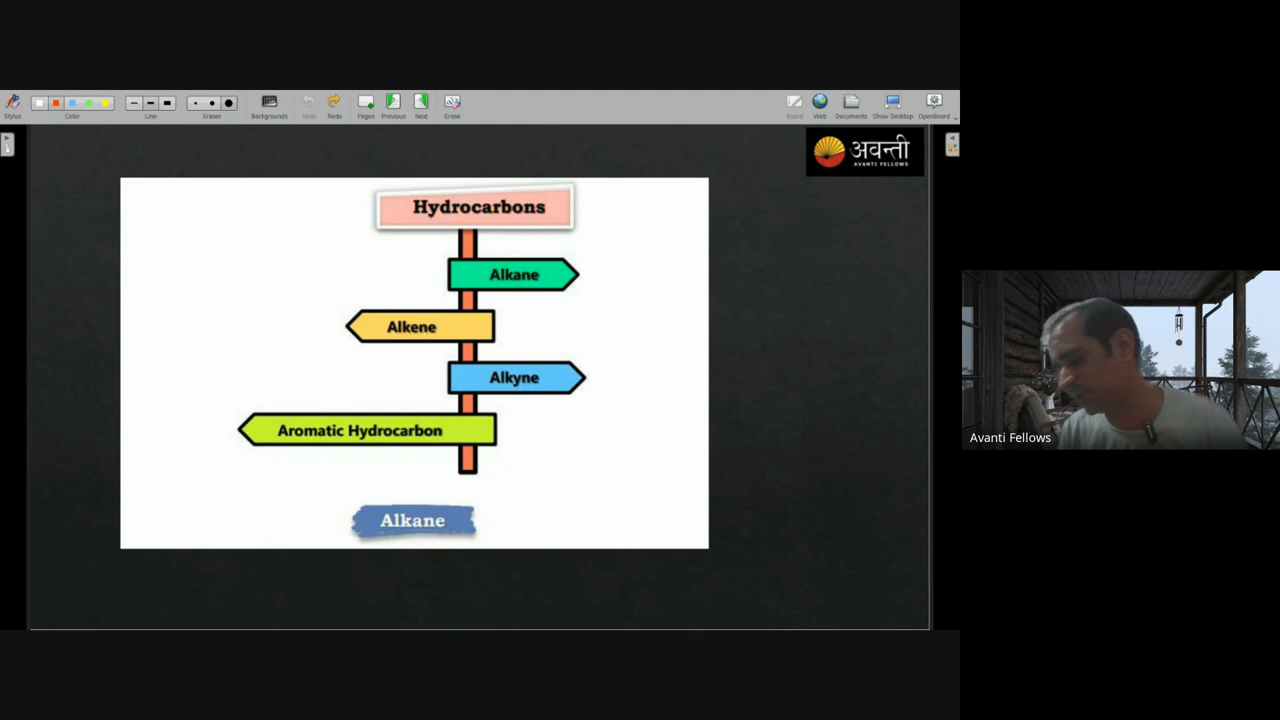 Stylus Color Line Eraser Backgrounds Undo Redo Pages Previous Next Erase Board Web Documents Show Desktop OpenBoard
अवन्ती
AVANTI FELLOWS
Hydrocarbons
Alkane
Alkene
Alkyne
Aromatic Hydrocarbon
Alkane
Avanti Fellows